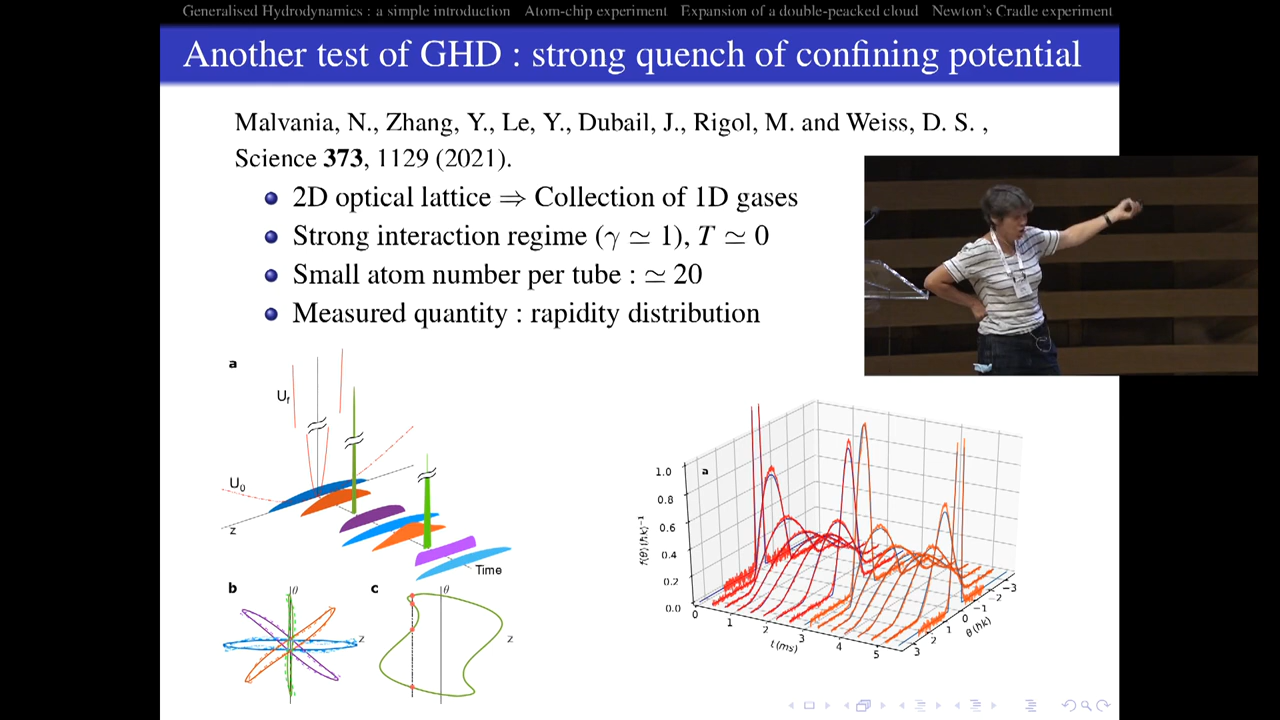 Generalised Hydrodynamics : a simple introduction Atom-chip experiment Expansion of a double-peacked cloud Newton's Cradle experiment
Another test of GHD : strong quench of confining potential
Malvania, N., Zhang, Y., Le, Y., Dubail, J., Rigol, M. and Weiss, D. S. ,
Science 373, 1129 (2021).
2D optical lattice ⇒ Collection of 1D gases
Strong interaction regime (γ ≃ 1), T ≃ 0
Small atom number per tube : ≃ 20
Measured quantity : rapidity distribution
a
U_f
U_0
z
Time
b
θ
z
c
θ
z
a
1.0
0.8
0.6
0.4
0.2
0.0
f(θ)(ħk)⁻¹
0 1 2 3 4 5
t(ms)
3 2 1 0 −1 −2 −3
θ(ħk)